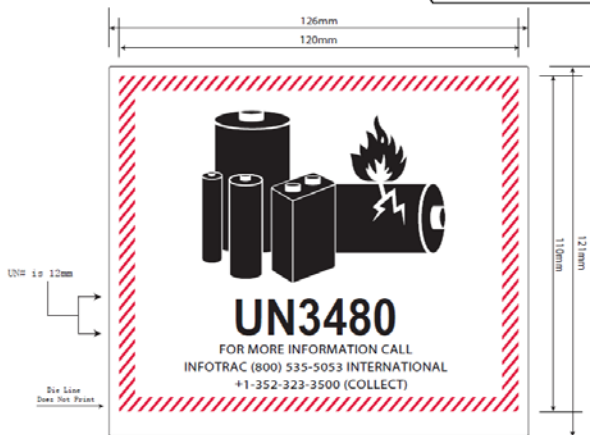 126mm
120mm
UN# is 12mm
110mm
121mm
UN3480
FOR MORE INFORMATION CALL
INFOTRAC (800) 535-5053 INTERNATIONAL
+1-352-323-3500 (COLLECT)
Die Line
Does Not Print